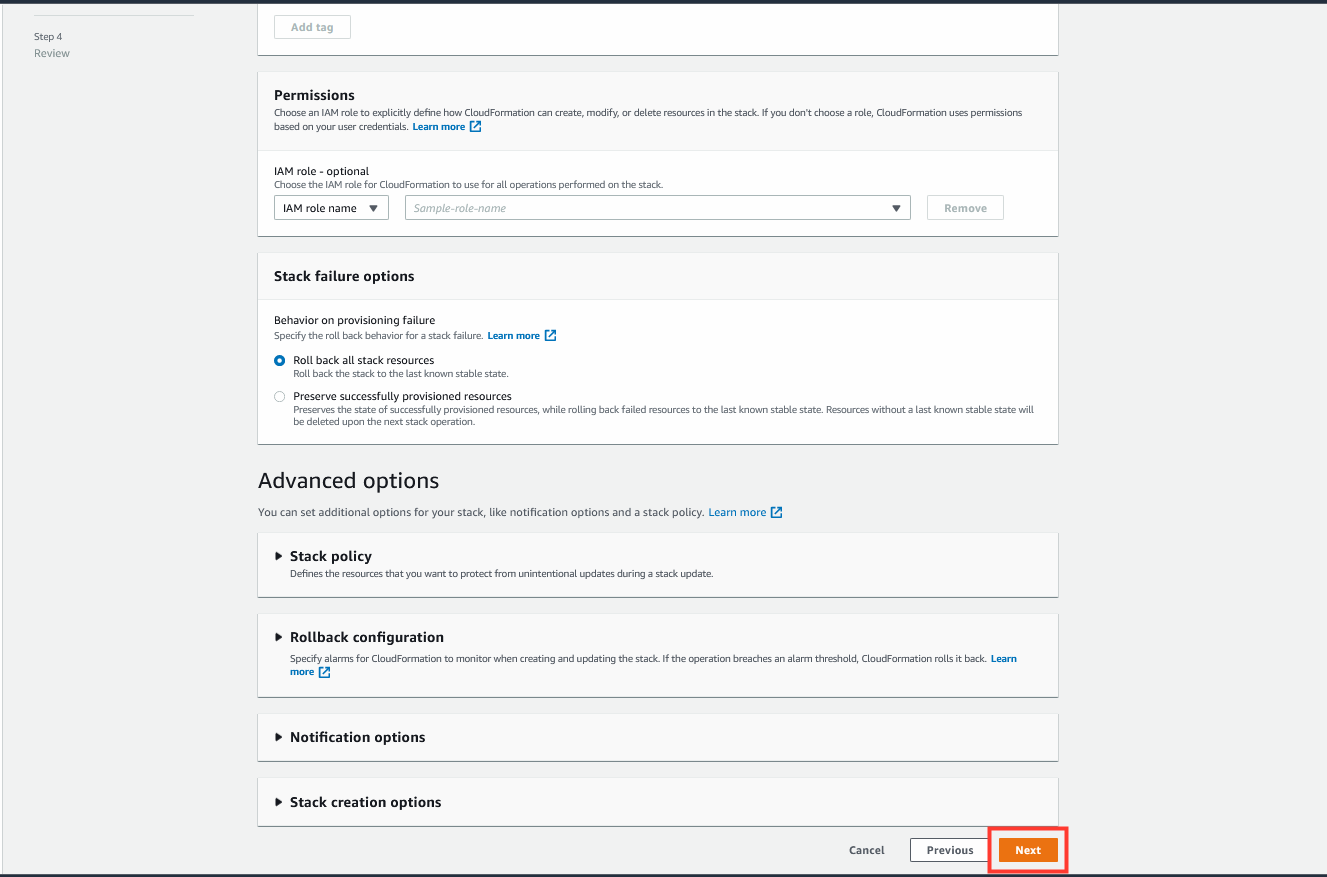 Step 4
Review
Add tag
Permissions
Choose an IAM role to explicitly define how CloudFormation can create, modify, or delete resources in the stack. If you don't choose a role, CloudFormation uses permissions
based on your user credentials. Learn more
IAM role - optional
Choose the IAM role for CloudFormation to use for all operations performed on the stack.
IAM role name
Sample-role-name
Remove
Stack failure options
Behavior on provisioning failure
Specify the roll back behavior for a stack failure. Learn more
Roll back all stack resources
Roll back the stack to the last known stable state.
Preserve successfully provisioned resources
Preserves the state of successfully provisioned resources, while rolling back failed resources to the last known stable state. Resources without a last known stable state will
be deleted upon the next stack operation.
Advanced options
You can set additional options for your stack, like notification options and a stack policy. Learn more
Stack policy
Defines the resources that you want to protect from unintentional updates during a stack update.
Rollback configuration
Specify alarms for CloudFormation to monitor when creating and updating the stack. If the operation breaches an alarm threshold, CloudFormation rolls it back. Learn
more
Notification options
Stack creation options
Cancel
Previous
Next